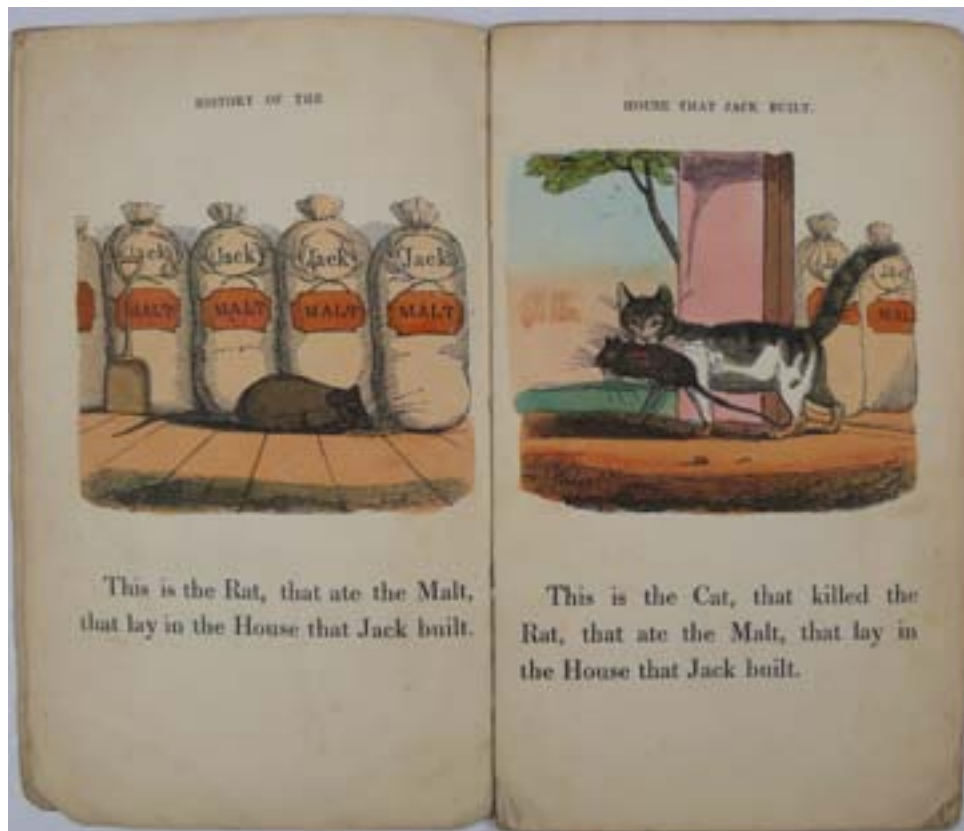 HISTORY OF THE
Jack Jack Jack Jack
MALT MALT MALT MALT
This is the Rat, that ate the Malt,
that lay in the House that Jack built.
HOUSE THAT JACK BUILT.
Jac
MAL
This is the Cat, that killed the
Rat, that ate the Malt, that lay in
the House that Jack built.